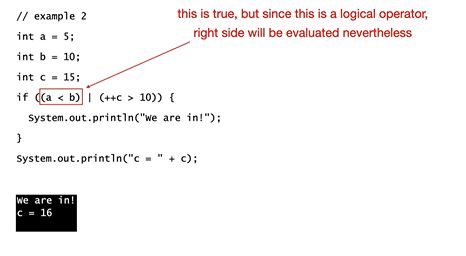 // example 2
this is true, but since this is a logical operator,
right side will be evaluated nevertheless
int a = 5;
int b = 10;
int c = 15;
if ((a < b) | (++c > 10)) {
System.out.println("We are in!");
}
System.out.println("c = " + c);
We are in!
c = 16